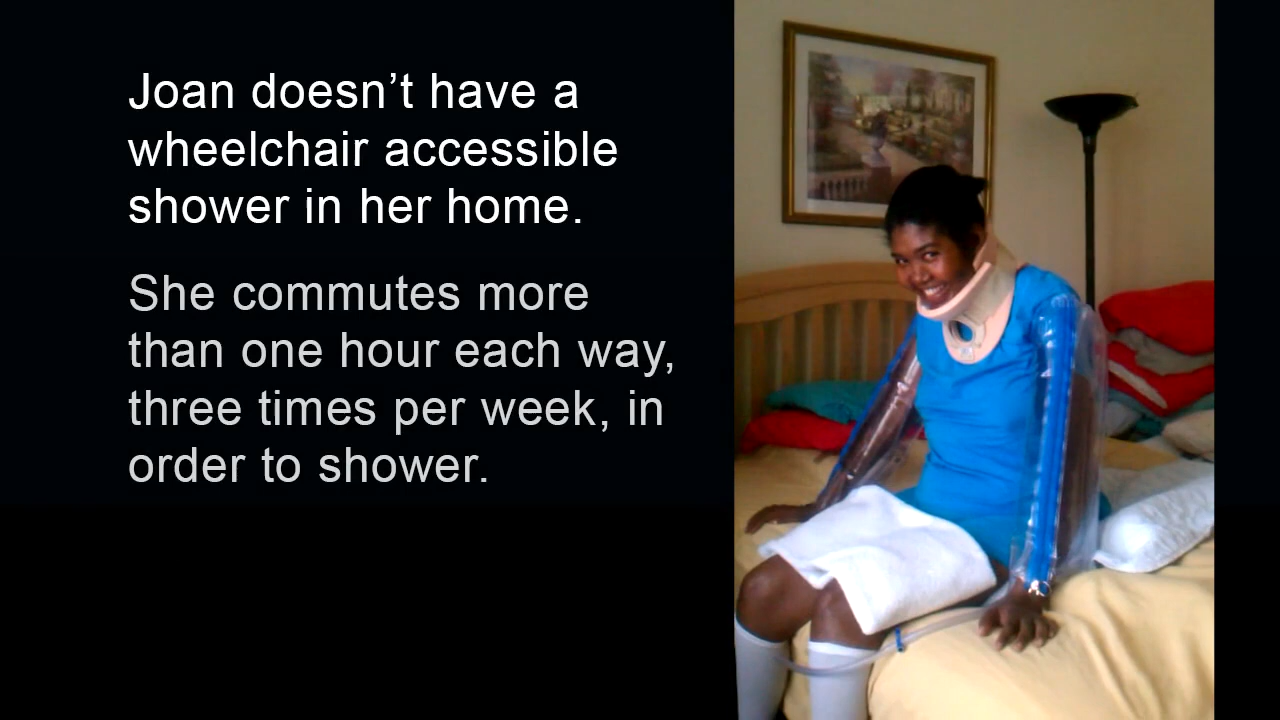 Joan doesn’t have a
wheelchair accessible
shower in her home.
She commutes more
than one hour each way,
three times per week, in
order to shower.